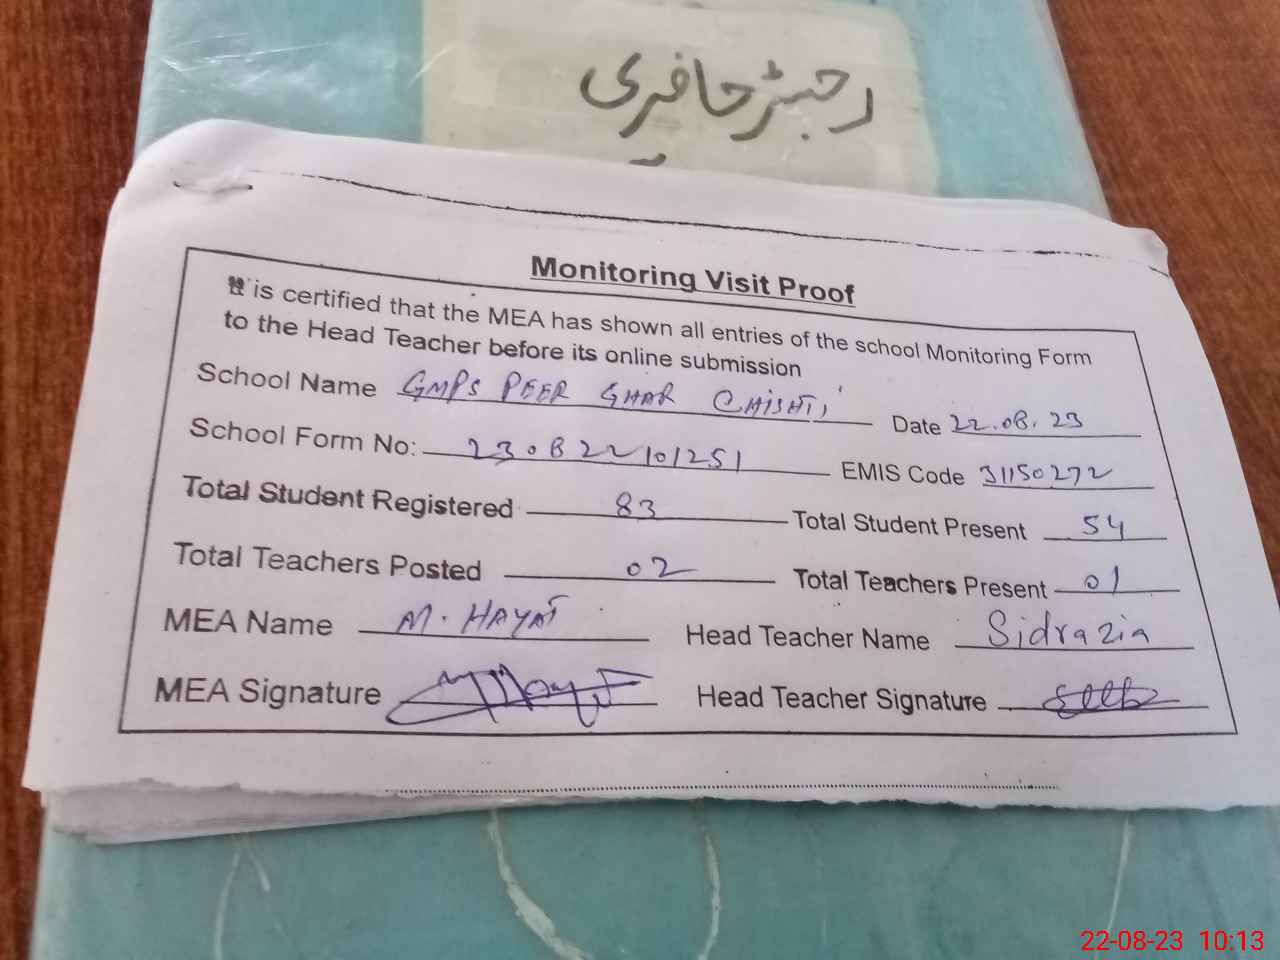 رجسٹر حاضری
Monitoring Visit Proof
It is certified that the MEA has shown all entries of the school Monitoring Form
to the Head Teacher before its online submission
School Name GMPS PEER GHAR CHISHTI Date 22.08.23
School Form No: 230822101251 EMIS Code 31150272
Total Student Registered 83 Total Student Present 54
Total Teachers Posted 02 Total Teachers Present 01
MEA Name M. HAYAT Head Teacher Name Sidrazia
MEA Signature Head Teacher Signature
22-08-23 10:13